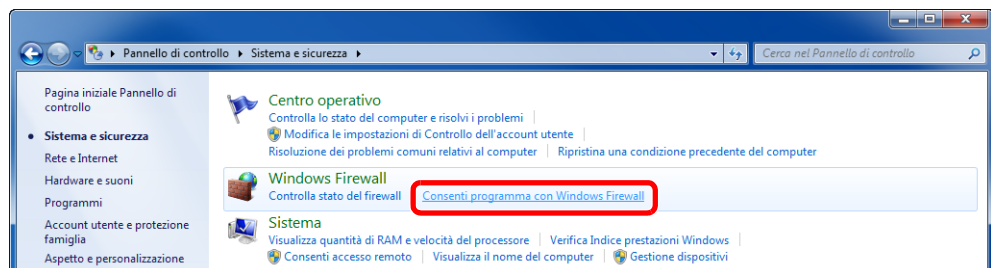 Pannello di controllo ▸ Sistema e sicurezza ▸
Cerca nel Pannello di controllo
Pagina iniziale Pannello di
controllo
Sistema e sicurezza
Rete e Internet
Hardware e suoni
Programmi
Account utente e protezione
famiglia
Aspetto e personalizzazione
Centro operativo
Controlla lo stato del computer e risolvi i problemi
Modifica le impostazioni di Controllo dell'account utente
Risoluzione dei problemi comuni relativi al computer Ripristina una condizione precedente del computer
Windows Firewall
Controlla stato del firewall Consenti programma con Windows Firewall
Sistema
Visualizza quantità di RAM e velocità del processore Verifica Indice prestazioni Windows
Consenti accesso remoto Visualizza il nome del computer Gestione dispositivi